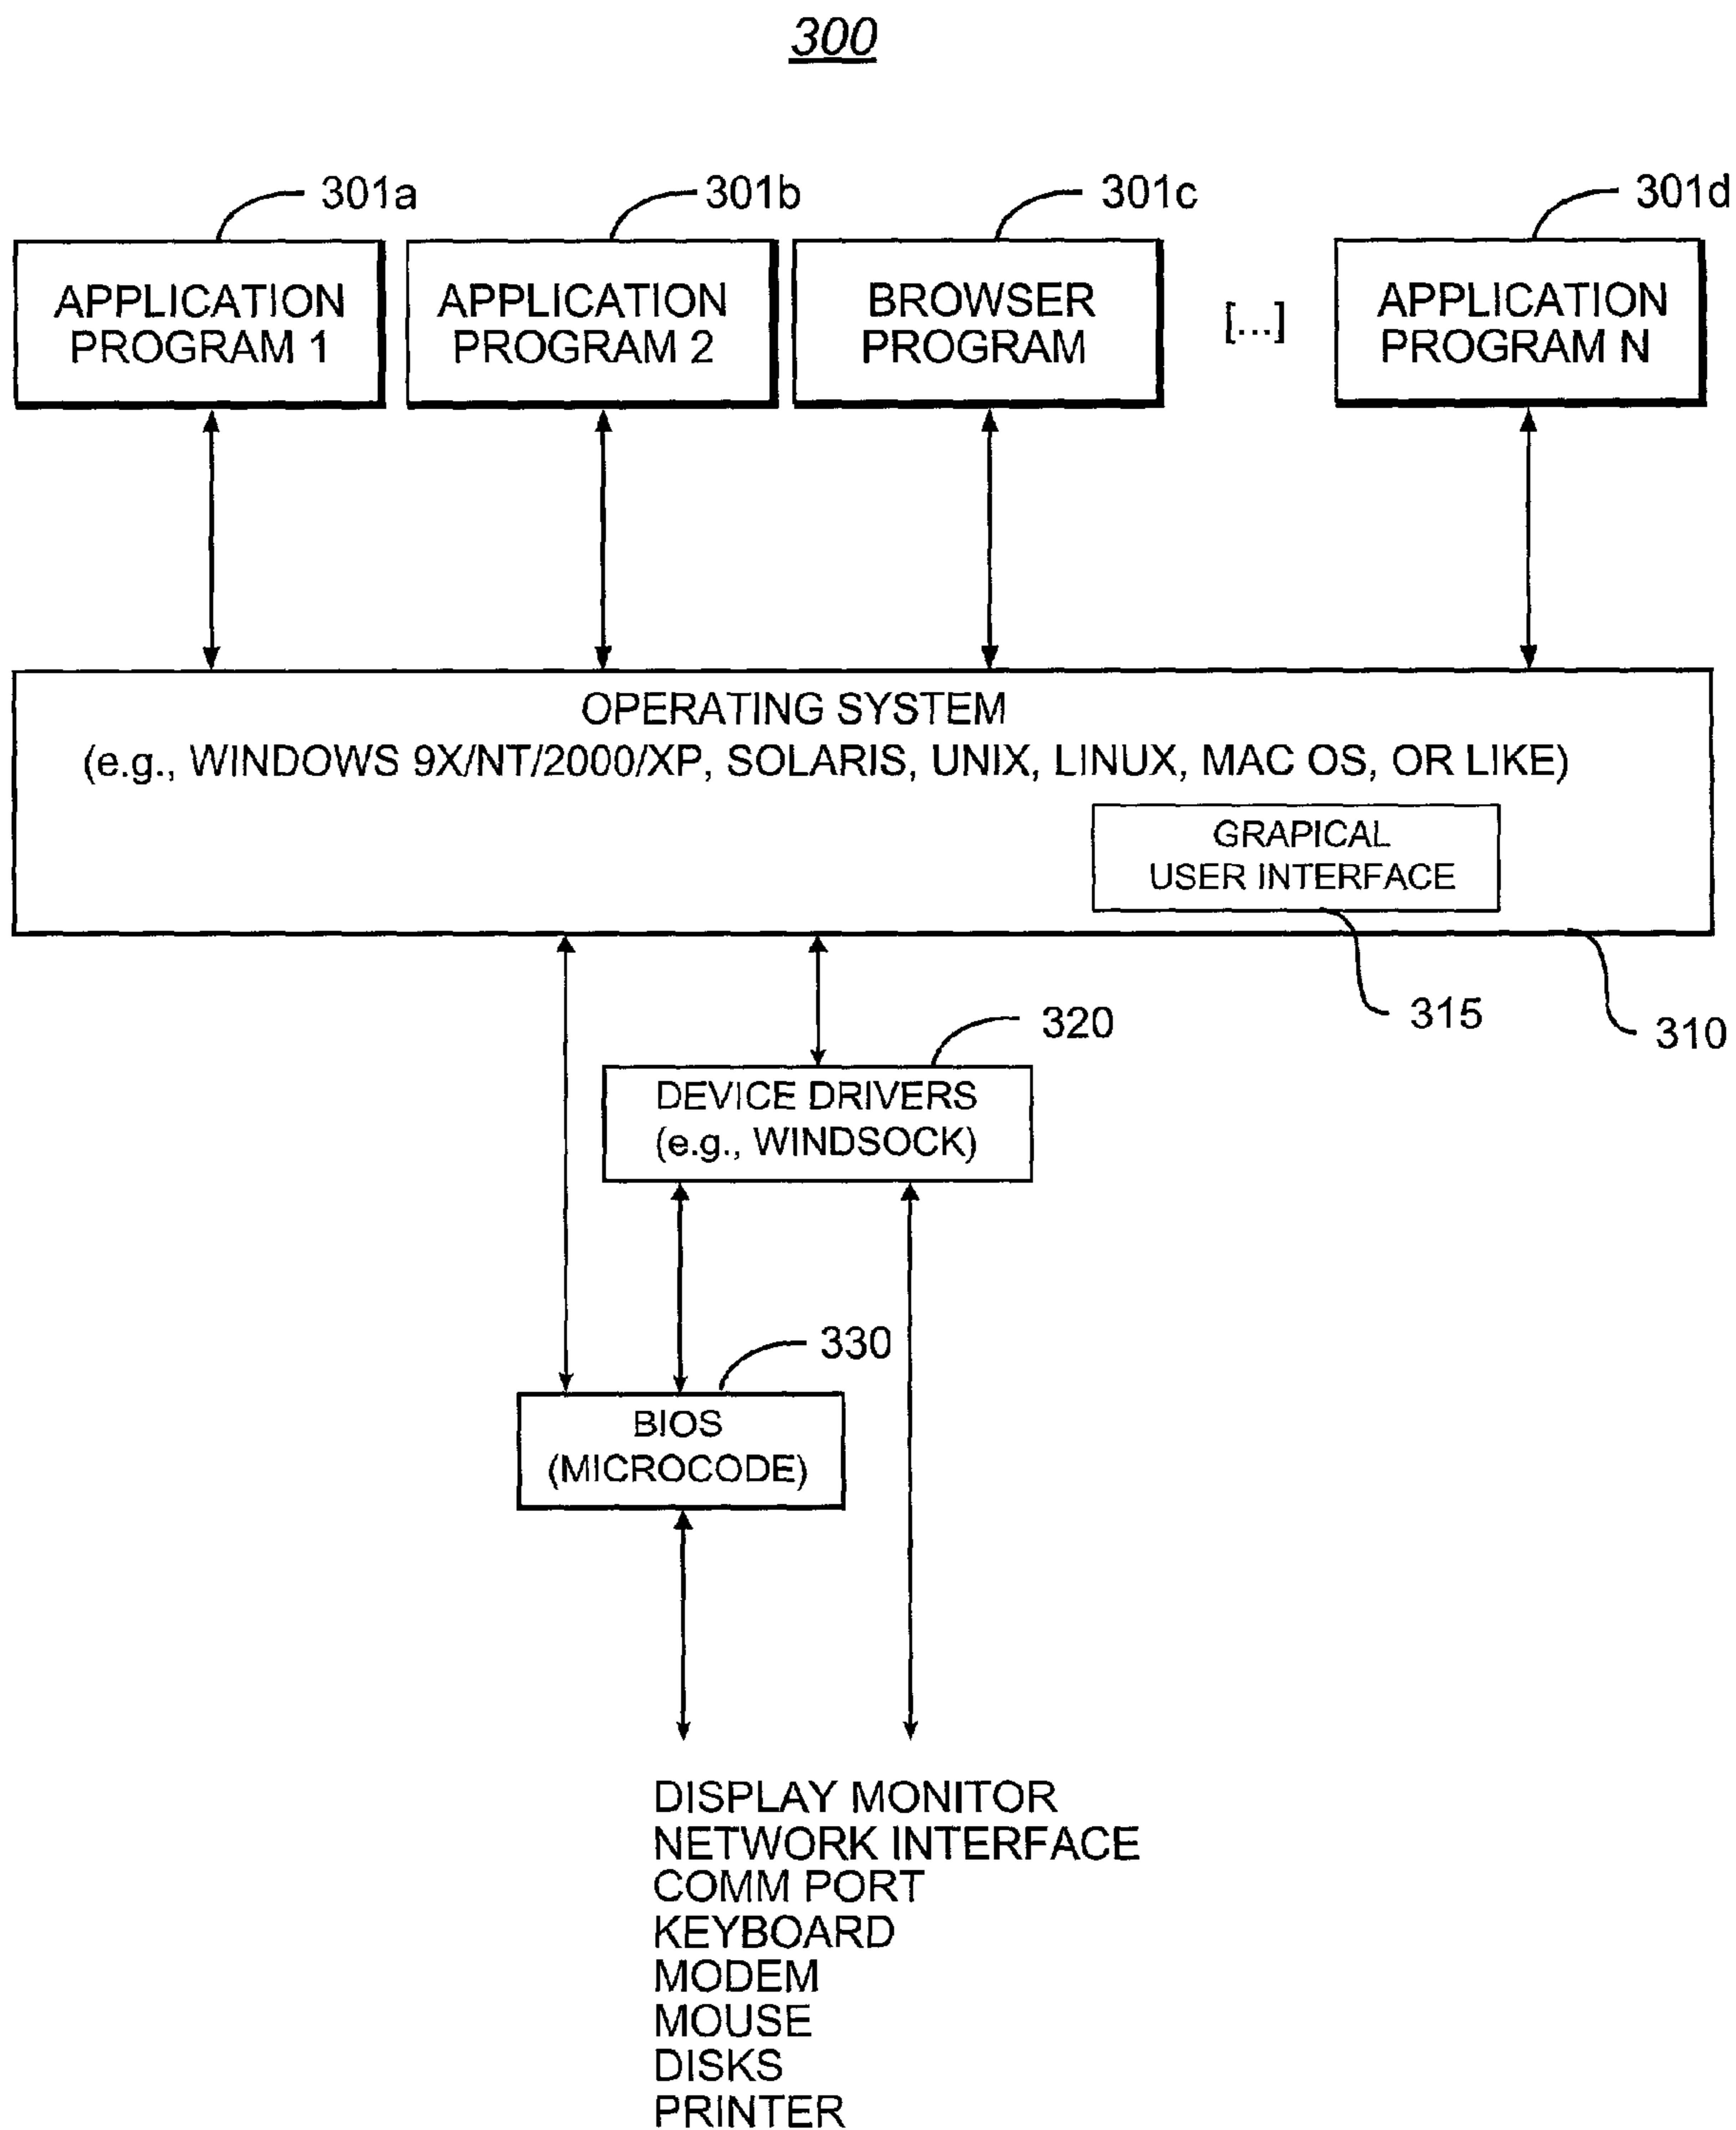 300
301a
301b
301c
301d
APPLICATION
PROGRAM 1
APPLICATION
PROGRAM 2
BROWSER
PROGRAM
[...]
APPLICATION
PROGRAM N
OPERATING SYSTEM
(e.g., WINDOWS 9X/NT/2000/XP, SOLARIS, UNIX, LINUX, MAC OS, OR LIKE)
GRAPICAL
USER INTERFACE
315
310
320
DEVICE DRIVERS
(e.g., WINDSOCK)
330
BIOS
(MICROCODE)
DISPLAY MONITOR
NETWORK INTERFACE
COMM PORT
KEYBOARD
MODEM
MOUSE
DISKS
PRINTER